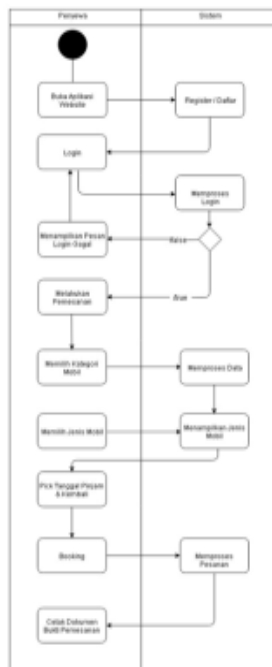 Penyewa
Sistem
Buka Aplikasi
Website
Register / Daftar
Login
Memproses
Login
Menampilkan Pesan
Login Gagal
False
Melakukan
Pemesanan
True
Memilih Kategori
Mobil
Memproses Data
Memilih Jenis Mobil
Menampilkan Jenis
Mobil
Pick Tanggal Pinjam
& Kembali
Booking
Memproses
Pesanan
Cetak Dokumen
Bukti Pemesanan